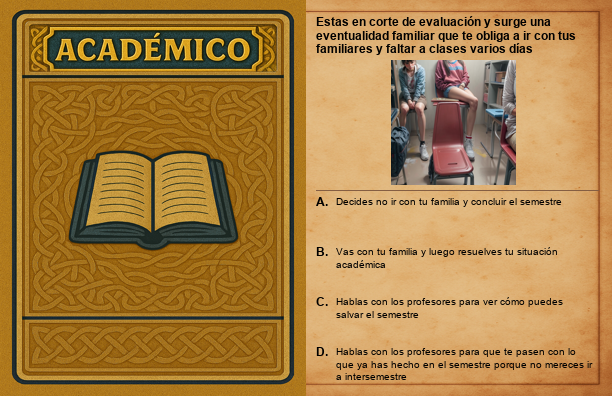 ACADÉMICO
Estas en corte de evaluación y surge una
eventualidad familiar que te obliga a ir con tus
familiares y faltar a clases varios días
A. Decides no ir con tu familia y concluir el semestre
B. Vas con tu familia y luego resuelves tu situación
académica
C. Hablas con los profesores para ver cómo puedes
salvar el semestre
D. Hablas con los profesores para que te pasen con lo
que ya has hecho en el semestre porque no mereces ir
a intersemestre